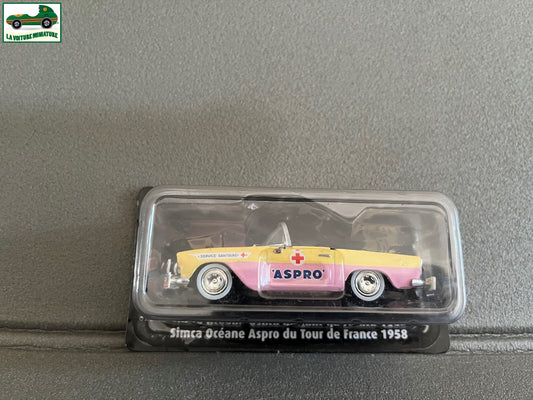 LA VOITURE MINIATURE
SERVICE SANITAIRE
ASPRO
Simca Océane Aspro du Tour de France 1958